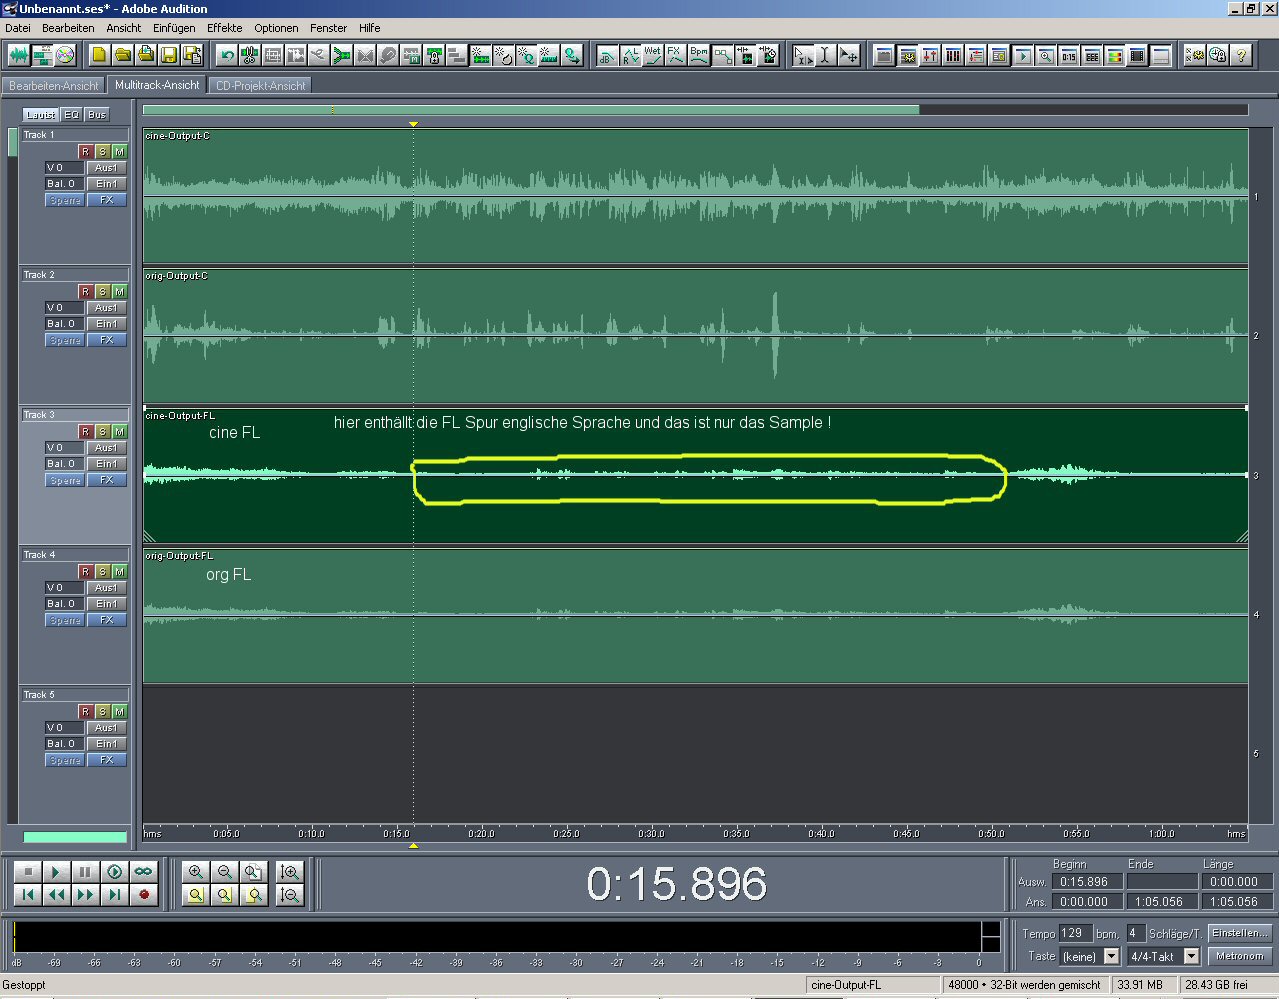 Unbenannt.ses* - Adobe Audition
Datei Bearbeiten Ansicht Einfügen Effekte Optionen Fenster Hilfe
Bearbeiten-Ansicht Multitrack-Ansicht CD-Projekt-Ansicht
Lautst EQ Bus
Track 1
cine-Output-C
R S M
V 0 Aus1
Bal. 0 Ein1
Sperre FX
1
Track 2
orig-Output-C
R S M
V 0 Aus1
Bal. 0 Ein1
Sperre FX
2
Track 3
cine-Output-FL
cine FL
hier enthällt die FL Spur englische Sprache und das ist nur das Sample !
R S M
V 0 Aus1
Bal. 0 Ein1
Sperre FX
3
Track 4
orig-Output-FL
org FL
R S M
V 0 Aus1
Bal. 0 Ein1
Sperre FX
4
Track 5
R S M
V 0 Aus1
Bal. 0 Ein1
Sperre FX
5
hms 0:05.0 0:10.0 0:15.0 0:20.0 0:25.0 0:30.0 0:35.0 0:40.0 0:45.0 0:50.0 0:55.0 1:00.0 hms
0:15.896
Beginn Ende Länge
Ausw. 0:15.896 0:00.000
Ans. 0:00.000 1:05.056 1:05.056
dB -69 -66 -63 -60 -57 -54 -51 -48 -45 -42 -39 -36 -33 -30 -27 -24 -21 -18 -15 -12 -9 -6 -3 0
Tempo 129 bpm, 4 Schläge/T. Einstellen...
Taste (keine) 4/4-Takt Metronom
Gestoppt cine-Output-FL 48000 • 32-Bit werden gemischt 33.91 MB 28.43 GB frei